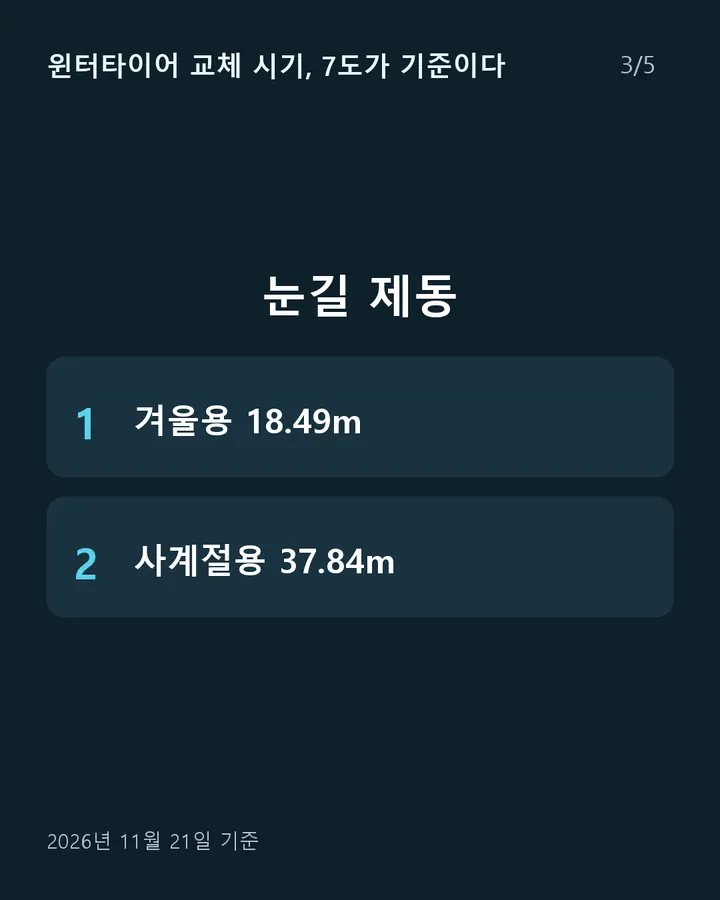 윈터타이어 교체 시기, 7도가 기준이다
3/5
눈길 제동
1 겨울용 18.49m
2 사계절용 37.84m
2026년 11월 21일 기준